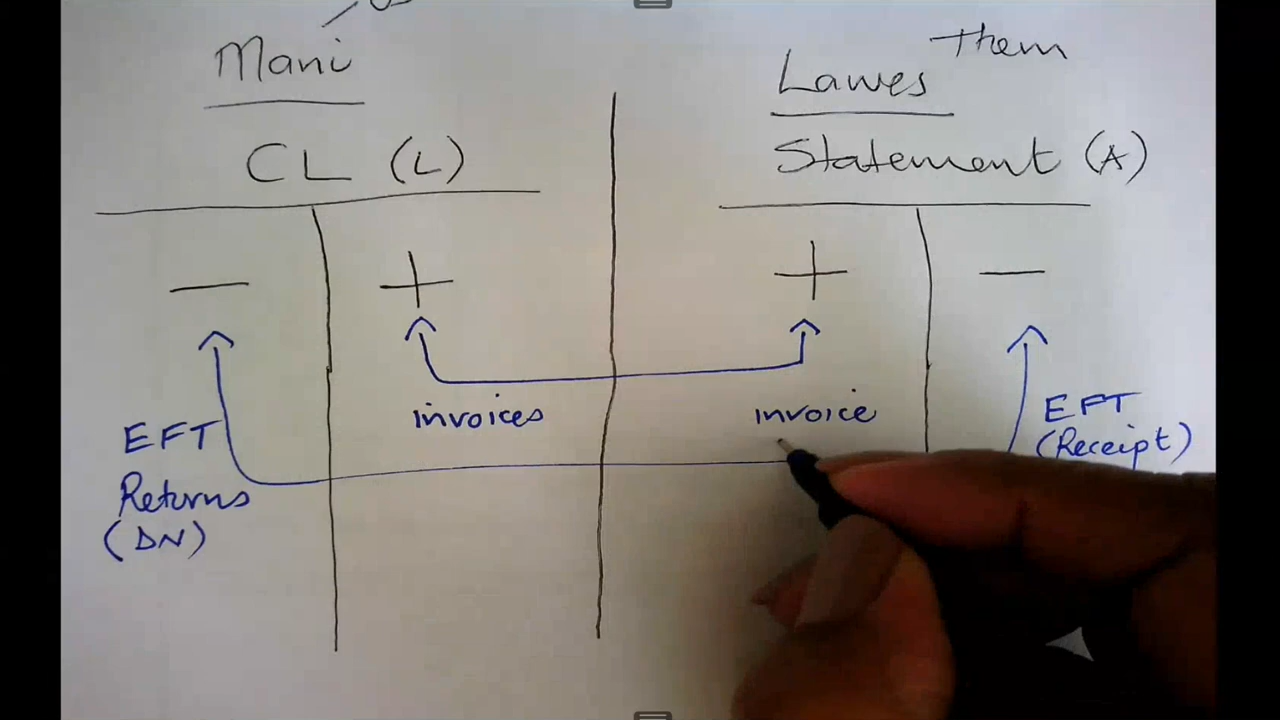 Mani
CL (L)
- +
EFT
Returns
(DN)
invoices
Them
Lawes
Statement (A)
+ -
invoice
EFT
(Receipt)